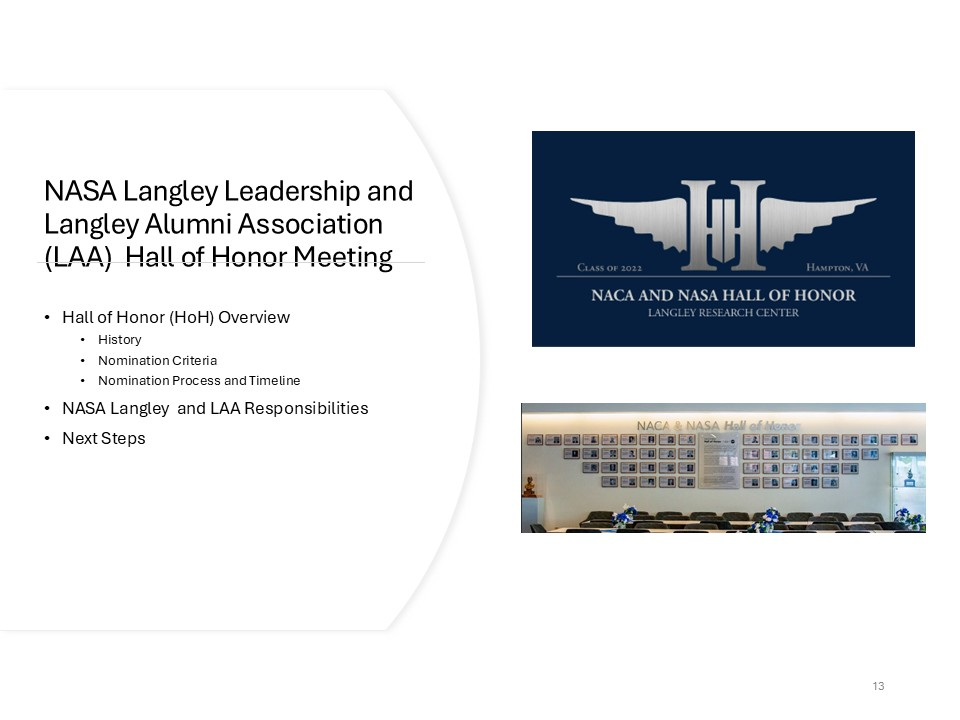 NASA Langley Leadership and
Langley Alumni Association
(LAA)  Hall of Honor Meeting
• Hall of Honor (HoH) Overview
• History
• Nomination Criteria
• Nomination Process and Timeline
• NASA Langley  and LAA Responsibilities
• Next Steps
CLASS OF 2022
HAMPTON, VA
NACA AND NASA HALL OF HONOR
LANGLEY RESEARCH CENTER
NACA & NASA Hall of Honor
13